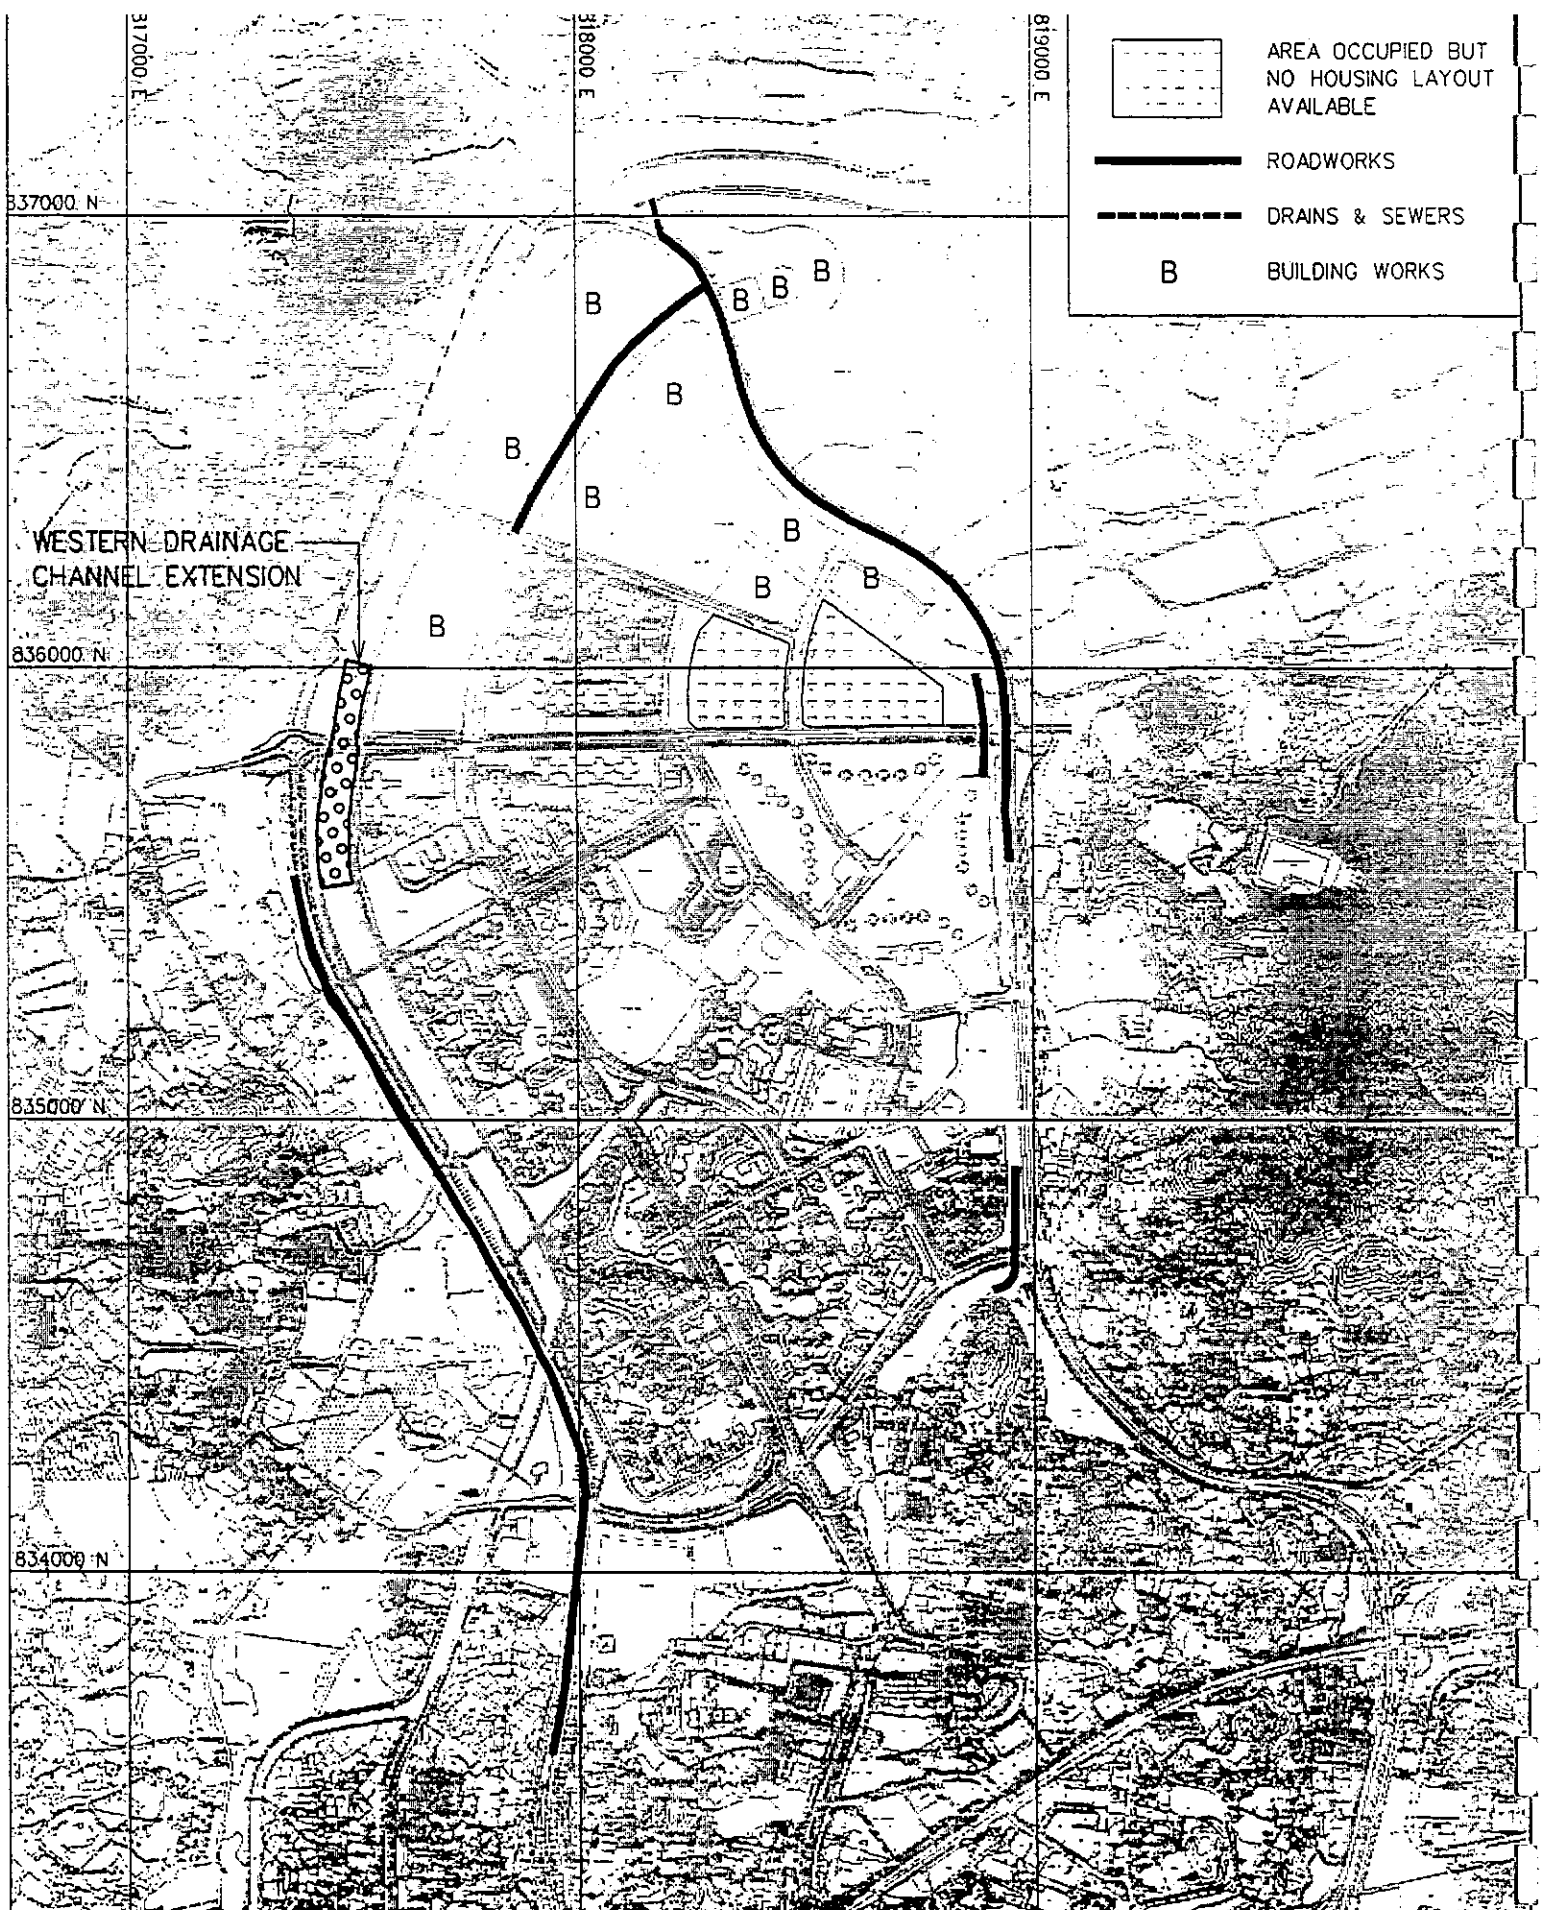 817000 E
818000 E
819000 E
AREA OCCUPIED BUT
NO HOUSING LAYOUT
AVAILABLE
ROADWORKS
DRAINS & SEWERS
B BUILDING WORKS
837000 N
B
B
B
B
B
B
B
B
WESTERN DRAINAGE
CHANNEL EXTENSION
B
B
B
836000 N
835000 N
834000 N